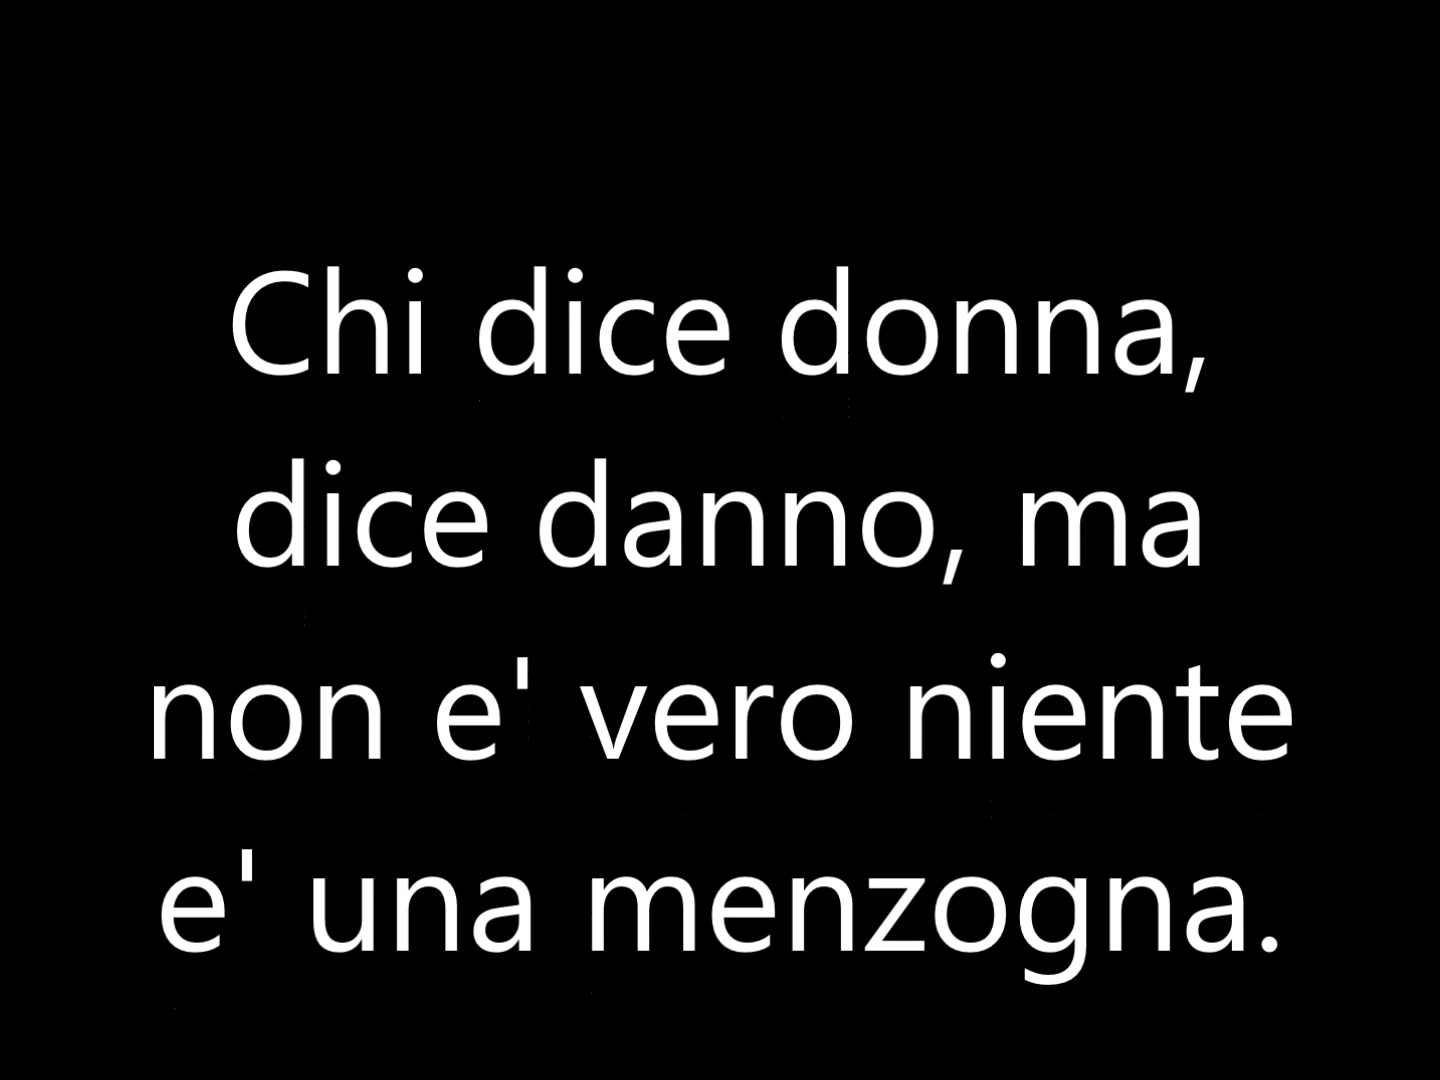 Chi dice donna,
dice danno, ma
non e' vero niente
e' una menzogna.